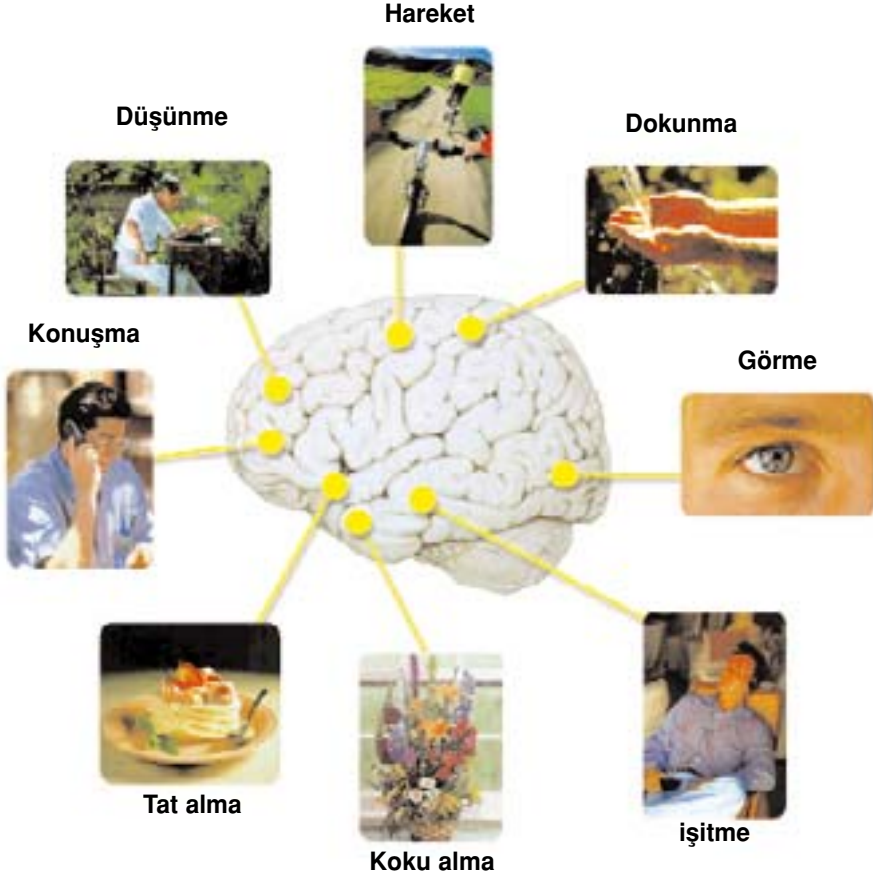 Hareket
Düşünme
Dokunma
Konuşma
Görme
Tat alma
işitme
Koku alma